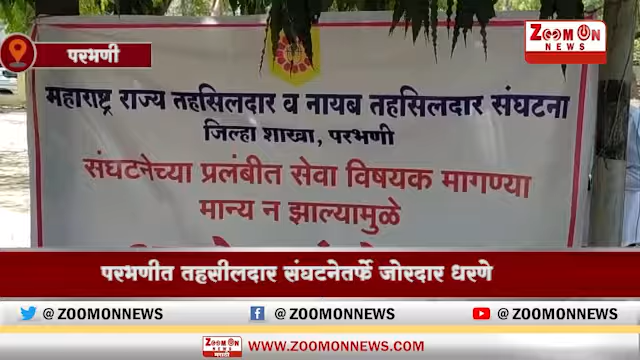 परभणी
ZOOM ON
NEWS
महाराष्ट्र राज्य तहसिलदार व नायब तहसिलदार संघटना
जिल्हा शाखा, परभणी
संघटनेच्या प्रलंबीत सेवा विषयक मागण्या
मान्य न झाल्यामुळे
परभणीत तहसीलदार संघटनेतर्फे जोरदार धरणे
@ZOOMONNEWS
@ZOOMONNEWS
@ZOOMONNEWS
ZOOM ON
NEWS
मराठी
WWW.ZOOMONNEWS.COM